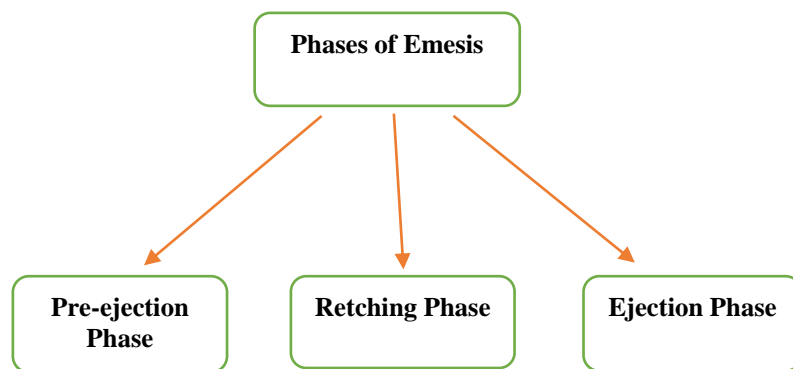 Phases of Emesis
Pre-ejection
Phase
Retching Phase
Ejection Phase